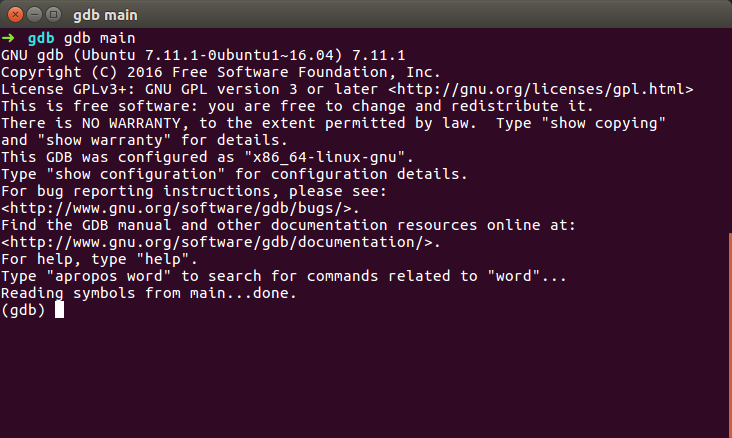 gdb main
➜ gdb gdb main
GNU gdb (Ubuntu 7.11.1-0ubuntu1~16.04) 7.11.1
Copyright (C) 2016 Free Software Foundation, Inc.
License GPLv3+: GNU GPL version 3 or later <http://gnu.org/licenses/gpl.html>
This is free software: you are free to change and redistribute it.
There is NO WARRANTY, to the extent permitted by law.  Type "show copying"
and "show warranty" for details.
This GDB was configured as "x86_64-linux-gnu".
Type "show configuration" for configuration details.
For bug reporting instructions, please see:
<http://www.gnu.org/software/gdb/bugs/>.
Find the GDB manual and other documentation resources online at:
<http://www.gnu.org/software/gdb/documentation/>.
For help, type "help".
Type "apropos word" to search for commands related to "word"...
Reading symbols from main...done.
(gdb)